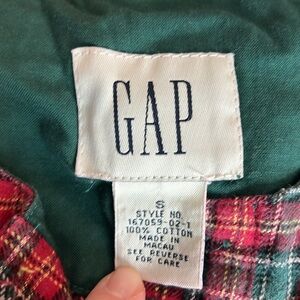 GAP
S
STYLE NO.
167059-02-1
100% COTTON
MADE IN
MACAU
SEE REVERSE
FOR CARE